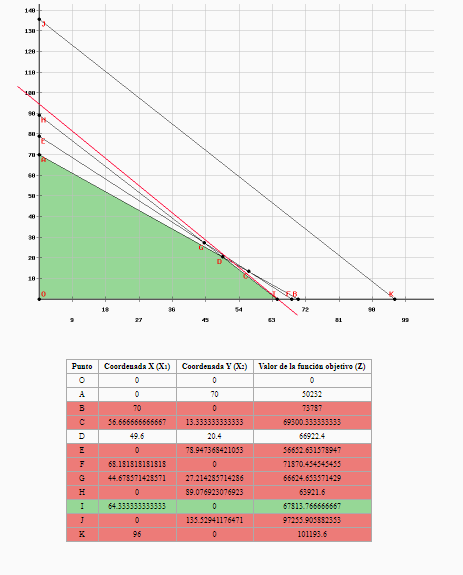 140
J
130
120
110
100
90
H
80
E
70
A
60
50
40
30
G
20
D
C
10
O I F B K
18 36 54 72 90
9 27 45 63 81 99
Punto Coordenada X (X₁) Coordenada Y (X₂) Valor de la función objetivo (Z)
O 0 0 0
A 0 70 50232
B 70 0 73787
C 56.666666666667 13.333333333333 69300.333333333
D 49.6 20.4 66922.4
E 0 78.947368421053 56652.631578947
F 68.181818181818 0 71870.454545455
G 44.678571428571 27.214285714286 66624.653571429
H 0 89.076923076923 63921.6
I 64.333333333333 0 67813.766666667
J 0 135.52941176471 97255.905882353
K 96 0 101193.6